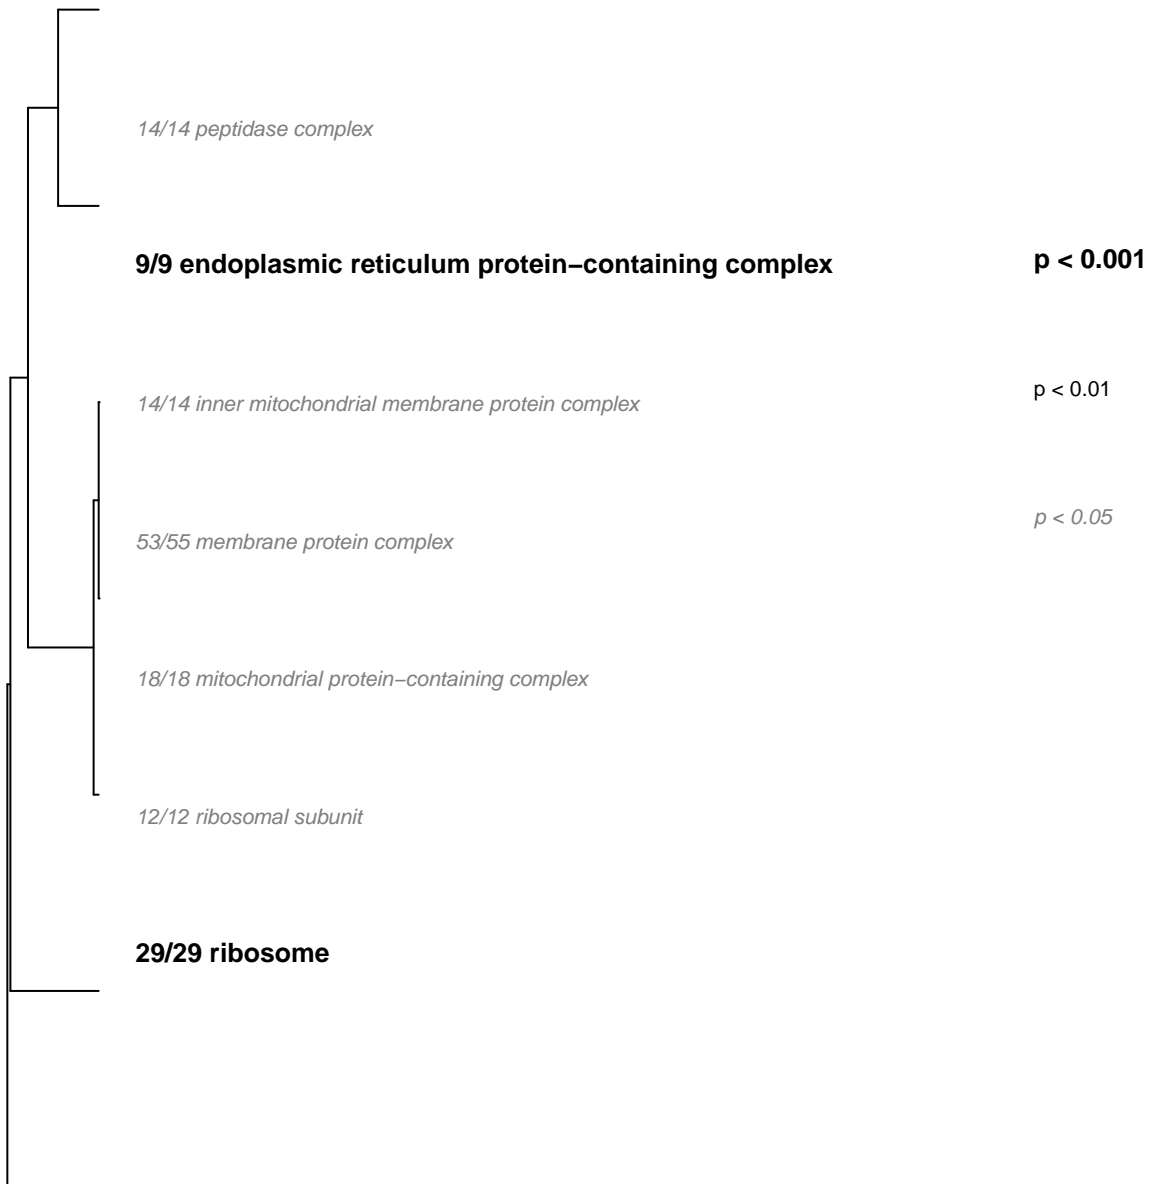 14/14 peptidase complex
9/9 endoplasmic reticulum protein−containing complex
p < 0.001
14/14 inner mitochondrial membrane protein complex
p < 0.01
53/55 membrane protein complex
p < 0.05
18/18 mitochondrial protein−containing complex
12/12 ribosomal subunit
29/29 ribosome